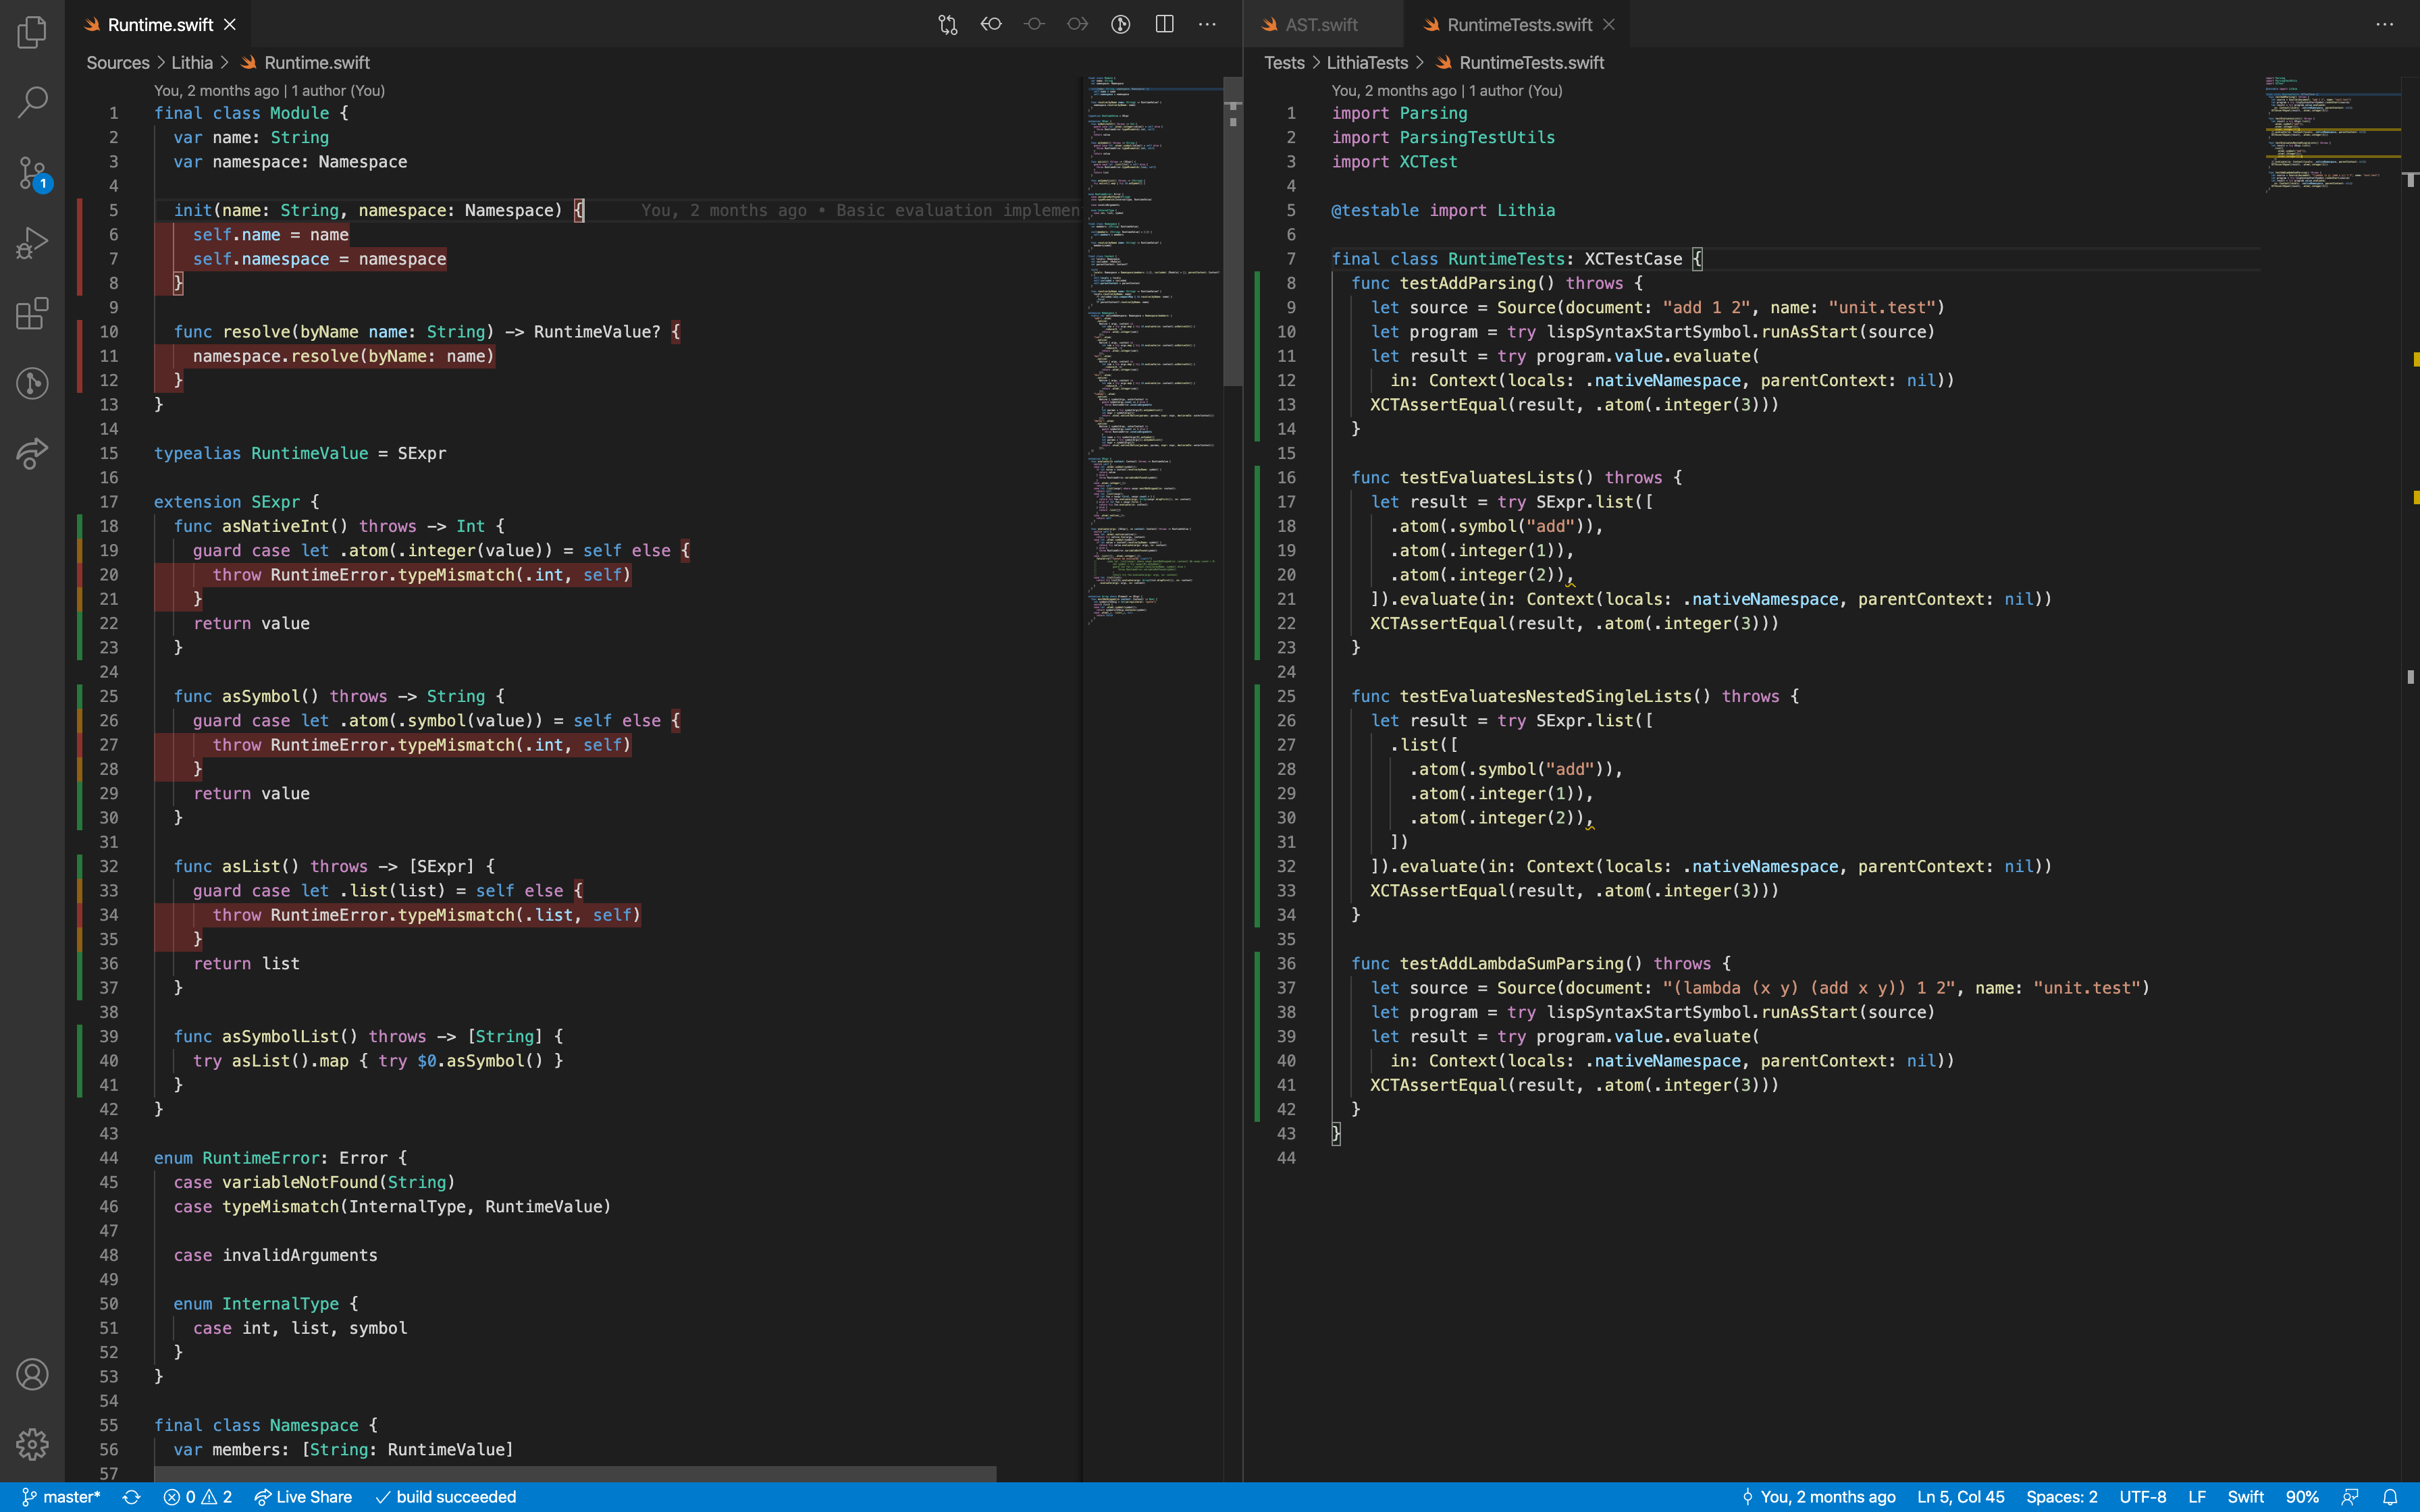 Runtime.swift
Sources > Lithia > Runtime.swift
You, 2 months ago | 1 author (You)
1 final class Module {
2 var name: String
3 var namespace: Namespace
4
5 init(name: String, namespace: Namespace) { You, 2 months ago • Basic evaluation implemen
6 self.name = name
7 self.namespace = namespace
8 }
9
10 func resolve(byName name: String) -> RuntimeValue? {
11 namespace.resolve(byName: name)
12 }
13 }
14
15 typealias RuntimeValue = SExpr
16
17 extension SExpr {
18 func asNativeInt() throws -> Int {
19 guard case let .atom(.integer(value)) = self else {
20 throw RuntimeError.typeMismatch(.int, self)
21 }
22 return value
23 }
24
25 func asSymbol() throws -> String {
26 guard case let .atom(.symbol(value)) = self else {
27 throw RuntimeError.typeMismatch(.int, self)
28 }
29 return value
30 }
31
32 func asList() throws -> [SExpr] {
33 guard case let .list(list) = self else {
34 throw RuntimeError.typeMismatch(.list, self)
35 }
36 return list
37 }
38
39 func asSymbolList() throws -> [String] {
40 try asList().map { try $0.asSymbol() }
41 }
42 }
43
44 enum RuntimeError: Error {
45 case variableNotFound(String)
46 case typeMismatch(InternalType, RuntimeValue)
47
48 case invalidArguments
49
50 enum InternalType {
51 case int, list, symbol
52 }
53 }
54
55 final class Namespace {
56 var members: [String: RuntimeValue]
57
AST.swift
RuntimeTests.swift
Tests > LithiaTests > RuntimeTests.swift
You, 2 months ago | 1 author (You)
1 import Parsing
2 import ParsingTestUtils
3 import XCTest
4
5 @testable import Lithia
6
7 final class RuntimeTests: XCTestCase {
8 func testAddParsing() throws {
9 let source = Source(document: "add 1 2", name: "unit.test")
10 let program = try lispSyntaxStartSymbol.runAsStart(source)
11 let result = try program.value.evaluate(
12 in: Context(locals: .nativeNamespace, parentContext: nil))
13 XCTAssertEqual(result, .atom(.integer(3)))
14 }
15
16 func testEvaluatesLists() throws {
17 let result = try SExpr.list([
18 .atom(.symbol("add")),
19 .atom(.integer(1)),
20 .atom(.integer(2)),
21 ]).evaluate(in: Context(locals: .nativeNamespace, parentContext: nil))
22 XCTAssertEqual(result, .atom(.integer(3)))
23 }
24
25 func testEvaluatesNestedSingleLists() throws {
26 let result = try SExpr.list([
27 .list([
28 .atom(.symbol("add")),
29 .atom(.integer(1)),
30 .atom(.integer(2)),
31 ])
32 ]).evaluate(in: Context(locals: .nativeNamespace, parentContext: nil))
33 XCTAssertEqual(result, .atom(.integer(3)))
34 }
35
36 func testAddLambdaSumParsing() throws {
37 let source = Source(document: "(lambda (x y) (add x y)) 1 2", name: "unit.test")
38 let program = try lispSyntaxStartSymbol.runAsStart(source)
39 let result = try program.value.evaluate(
40 in: Context(locals: .nativeNamespace, parentContext: nil))
41 XCTAssertEqual(result, .atom(.integer(3)))
42 }
43 }
44
1
master* 0 2 Live Share build succeeded
You, 2 months ago Ln 5, Col 45 Spaces: 2 UTF-8 LF Swift 90%